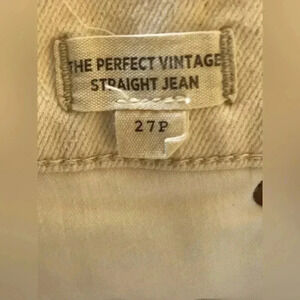 THE PERFECT VINTAGE
STRAIGHT JEAN
27P